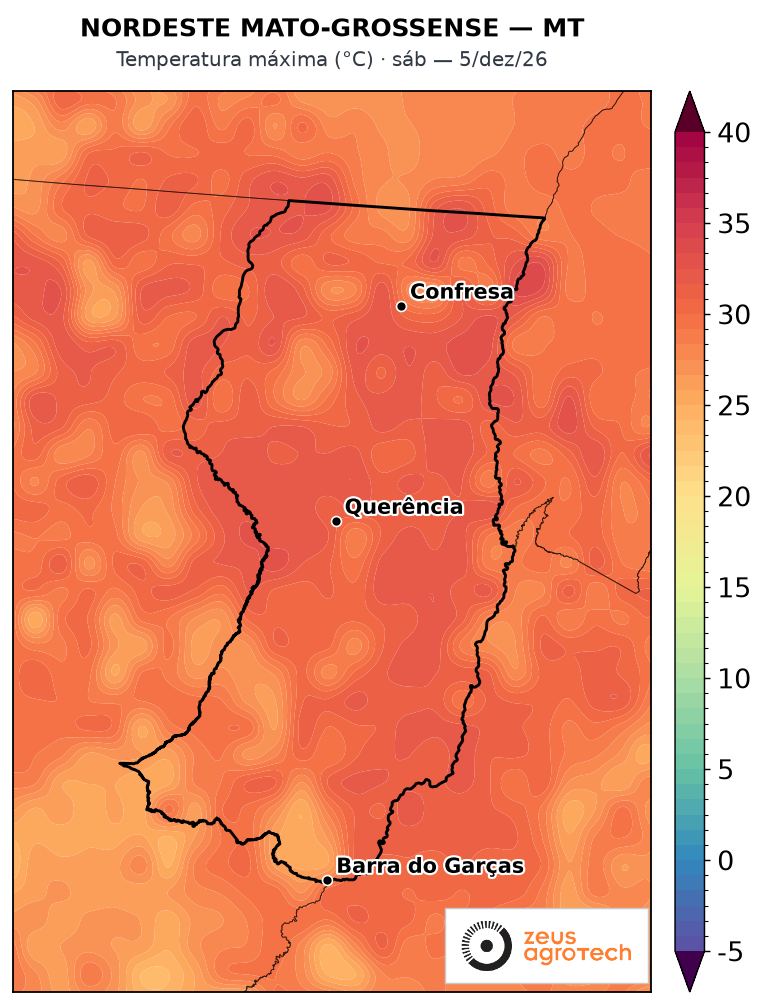 NORDESTE MATO-GROSSENSE — MT
Temperatura máxima (°C) · sáb — 5/dez/26
Confresa
Querência
Barra do Garças
zeus
agrotech
40
35
30
25
20
15
10
5
0
-5